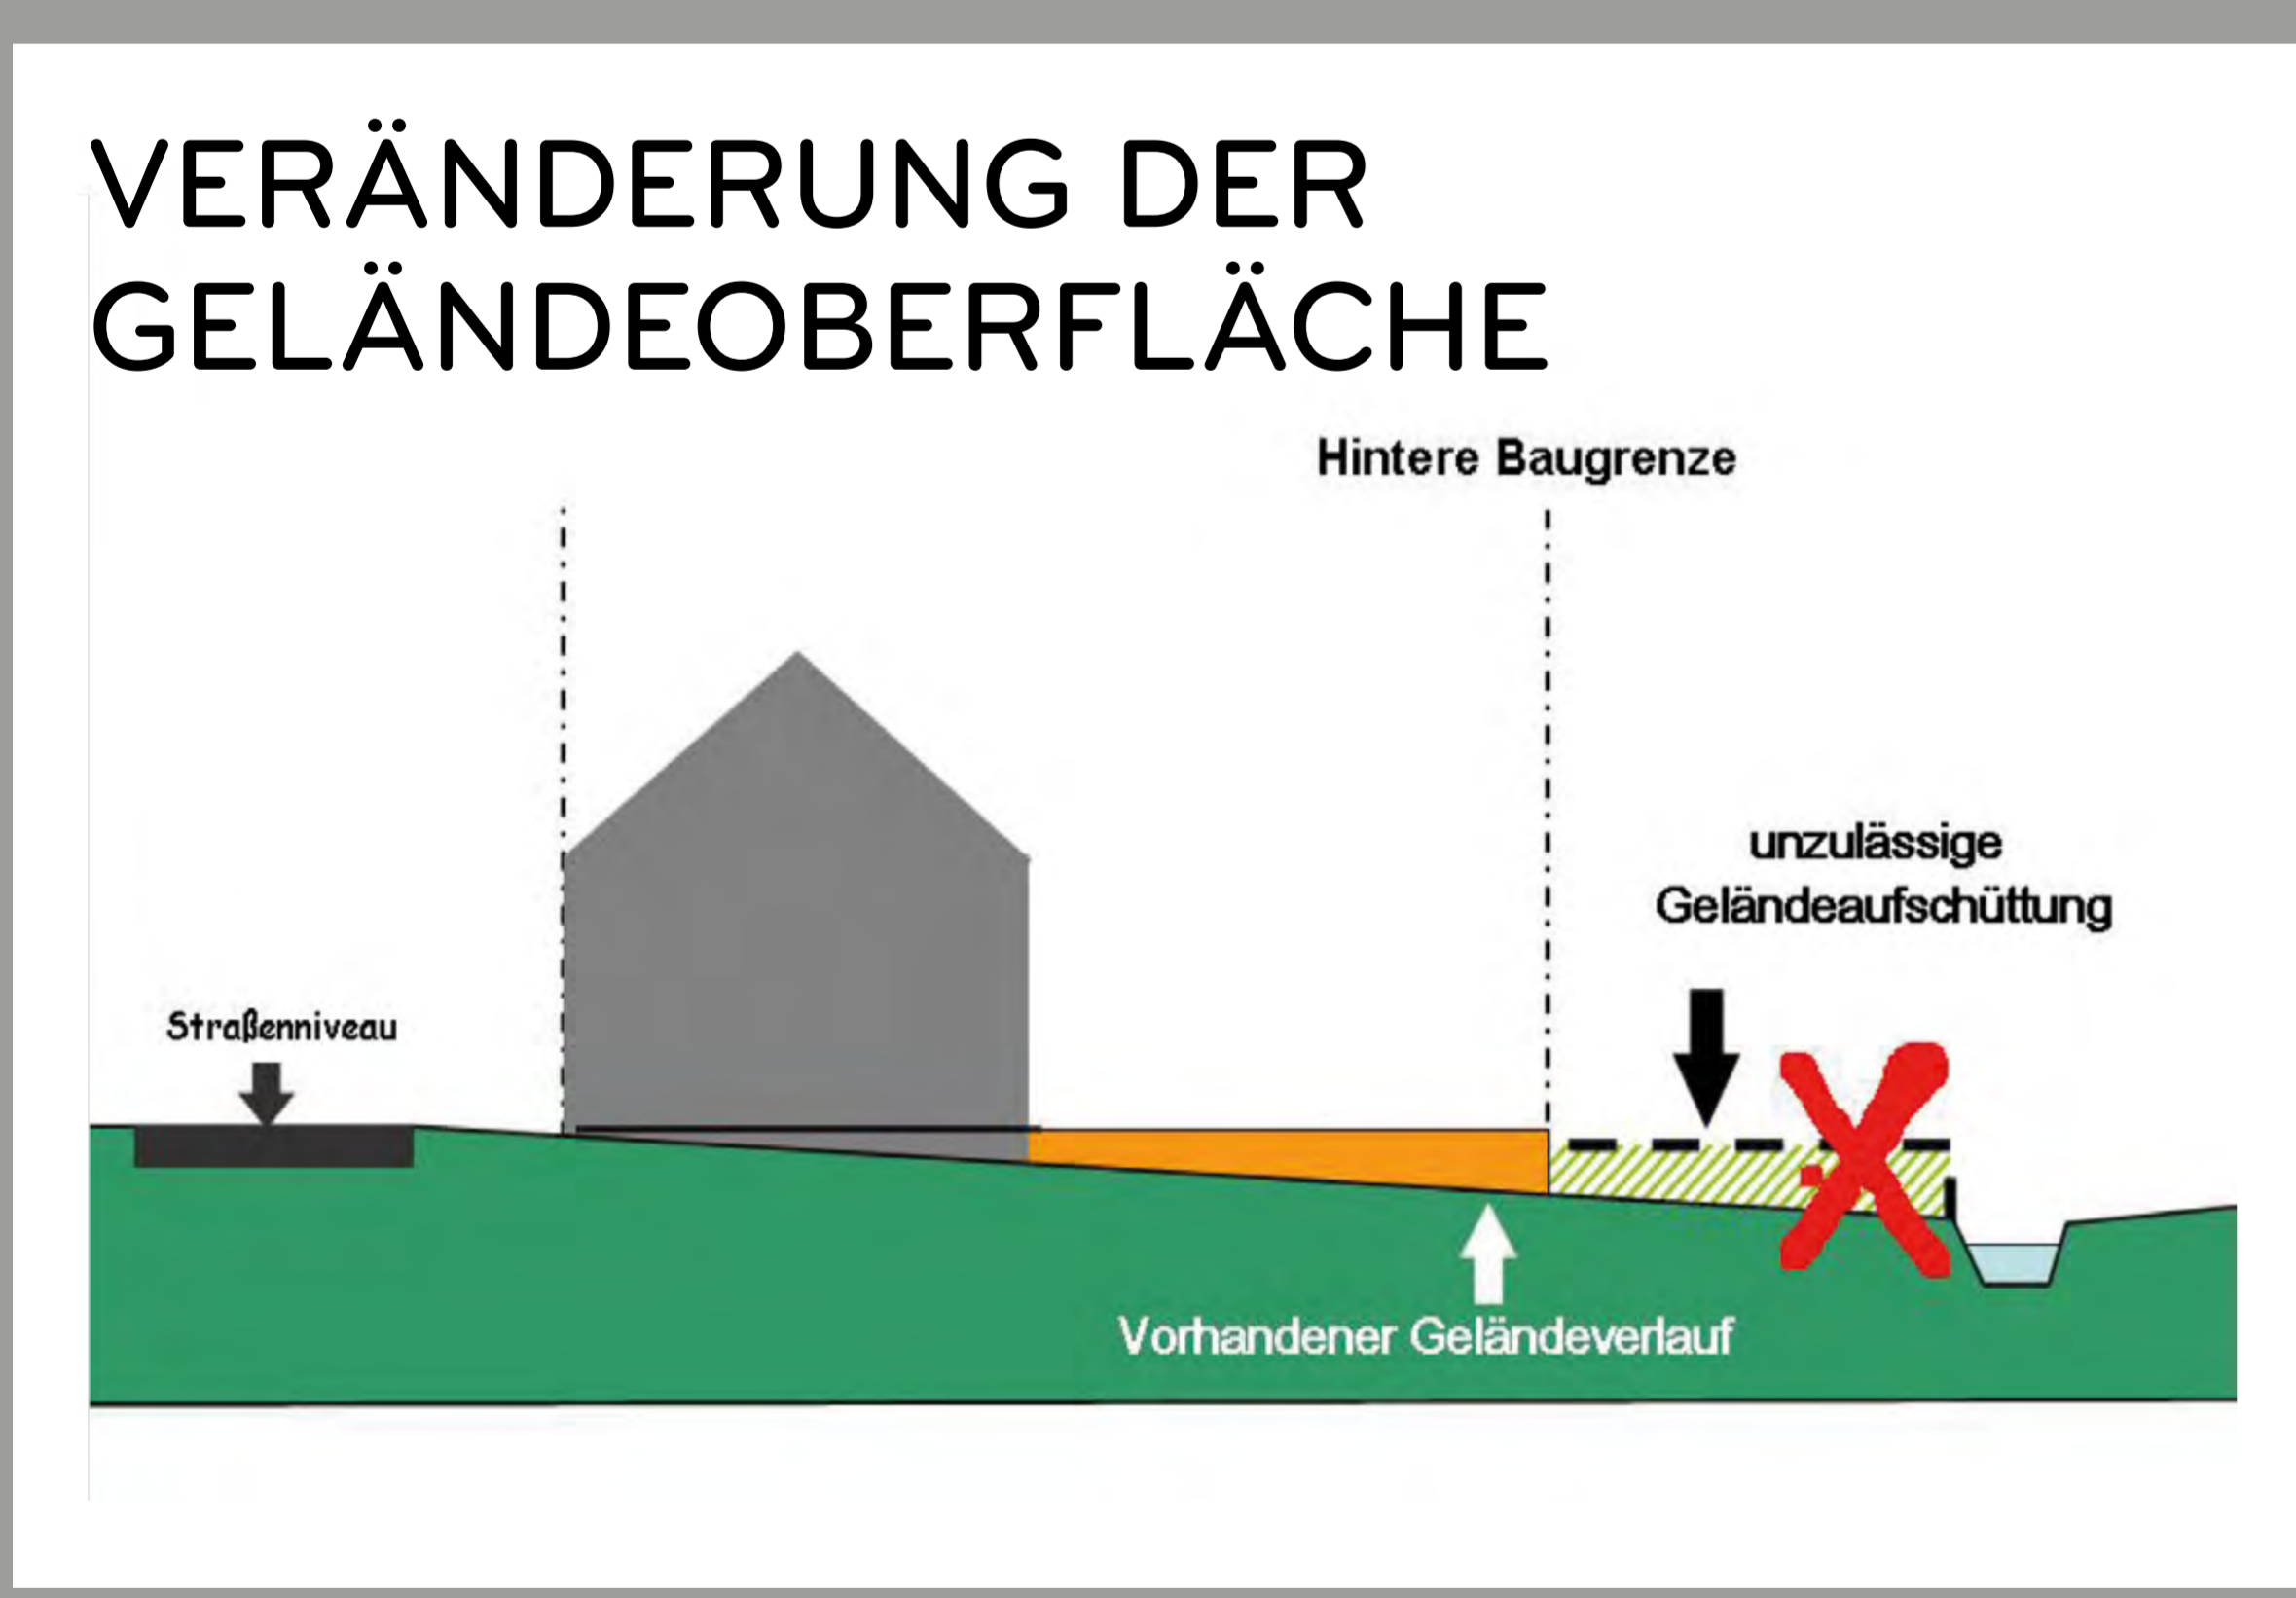 VERÄNDERUNG DER
GELÄNDEOBERFLÄCHE
Hintere Baugrenze
unzulässige
Geländeaufschüttung
Straßenniveau
Vorhandener Geländeverlauf